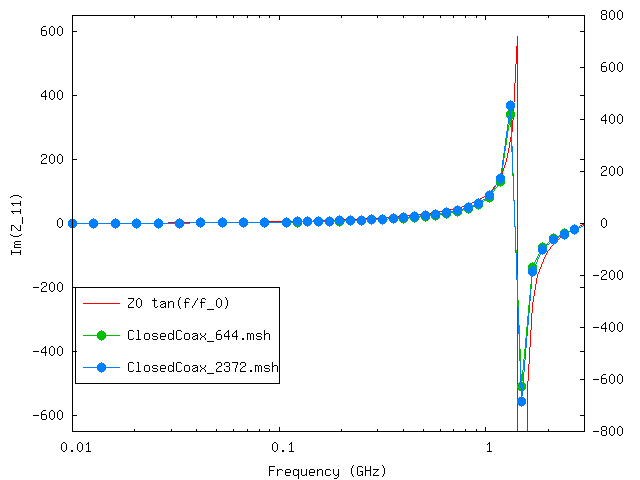 600
400
200
0
-200
-400
-600
800
600
400
200
0
-200
-400
-600
-800
Im(Z_11)
Z0 tan(f/f_0)
ClosedCoax_644.msh
ClosedCoax_2372.msh
0.01 0.1 1
Frequency (GHz)